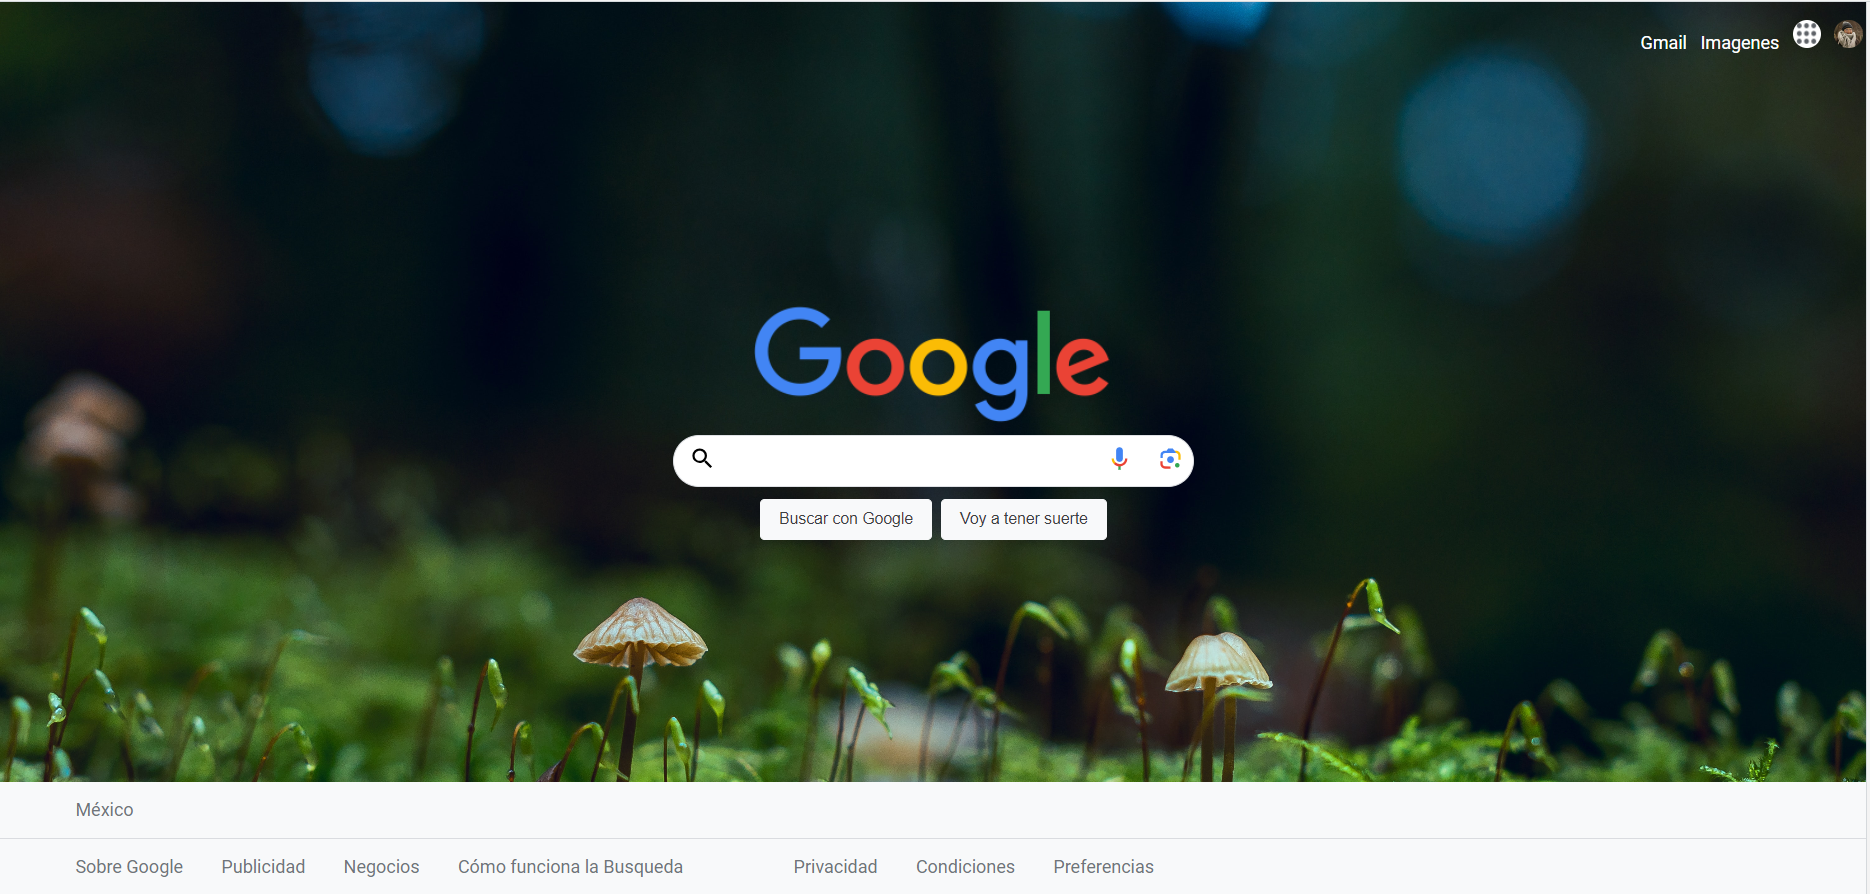 Gmail Imagenes
Google
Buscar con Google Voy a tener suerte
México
Sobre Google Publicidad Negocios Cómo funciona la Busqueda Privacidad Condiciones Preferencias